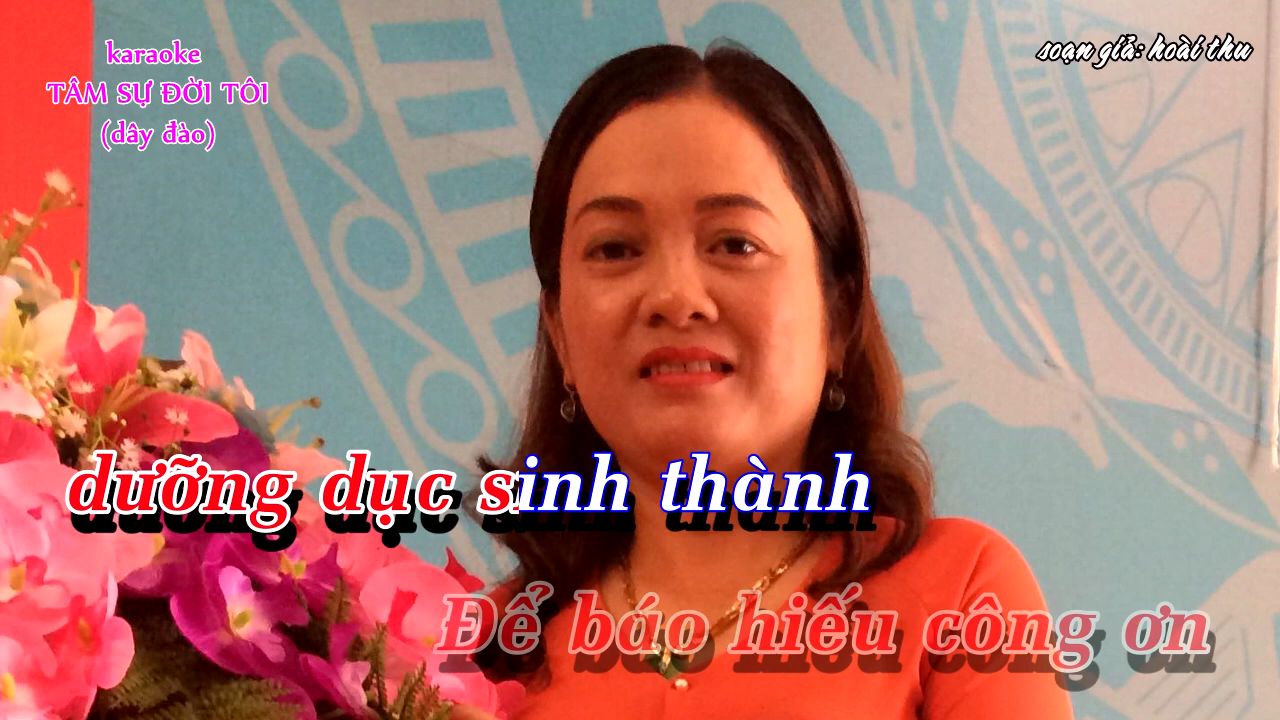 karaoke
TÂM SỰ ĐỜI TÔI
(dây đào)
soạn giả: hoài thu
dưỡng dục sinh thành
Để báo hiếu công ơn